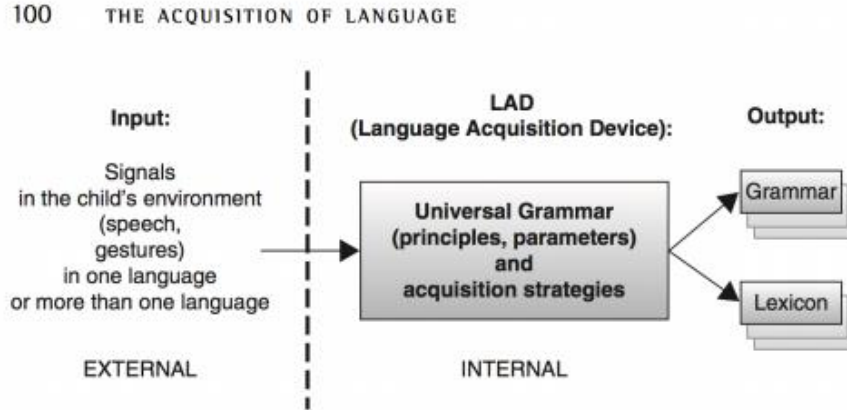 100 THE ACQUISITION OF LANGUAGE
Input:
Signals
in the child's environment
(speech,
gestures)
in one language
or more than one language
EXTERNAL
LAD
(Language Acquisition Device):
Universal Grammar
(principles, parameters)
and
acquisition strategies
INTERNAL
Output:
Grammar
Lexicon